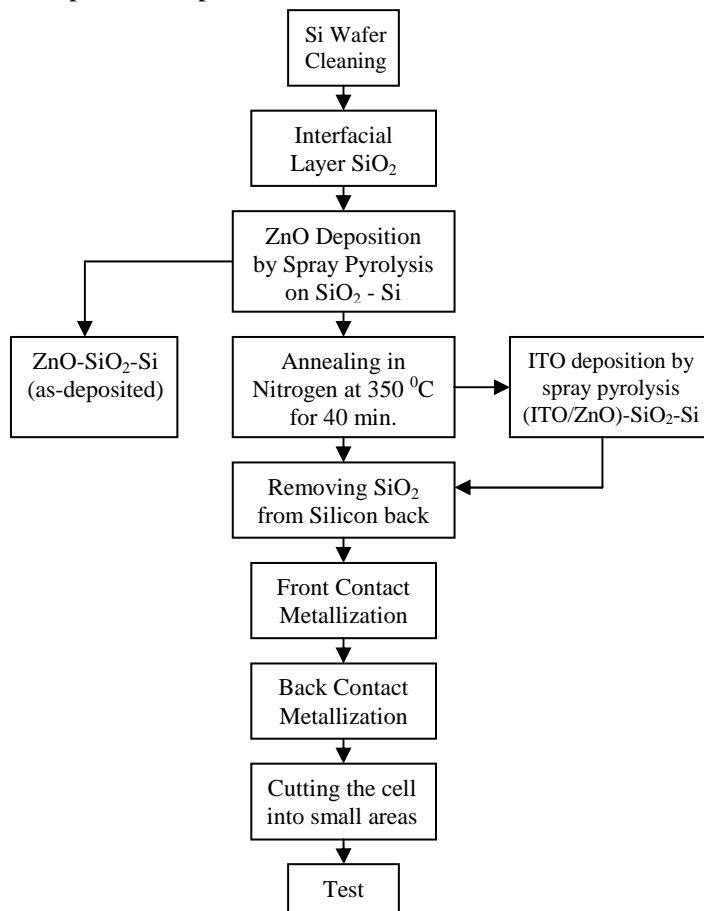 Si Wafer
Cleaning
Interfacial
Layer SiO₂
ZnO Deposition
by Spray Pyrolysis
on SiO₂ - Si
ZnO-SiO₂-Si
(as-deposited)
Annealing in
Nitrogen at 350 ⁰C
for 40 min.
ITO deposition by
spray pyrolysis
(ITO/ZnO)-SiO₂-Si
Removing SiO₂
from Silicon back
Front Contact
Metallization
Back Contact
Metallization
Cutting the cell
into small areas
Test